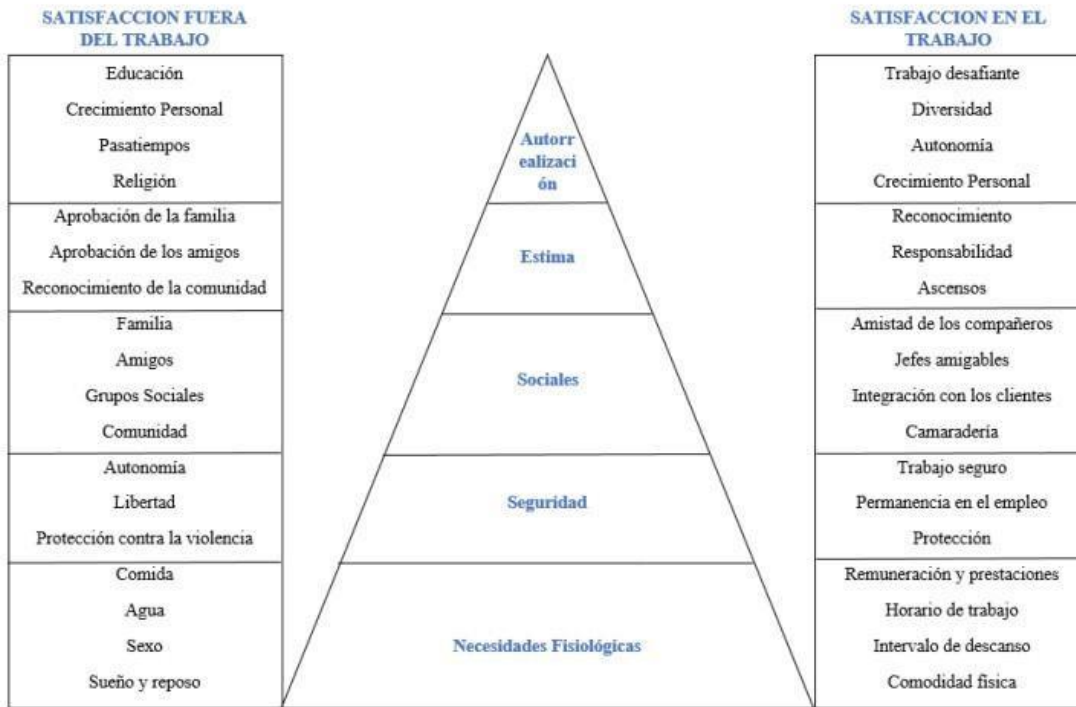 SATISFACCION FUERA
DEL TRABAJO
Educación
Crecimiento Personal
Pasatiempos
Religión
Aprobación de la familia
Aprobación de los amigos
Reconocimiento de la comunidad
Familia
Amigos
Grupos Sociales
Comunidad
Autonomía
Libertad
Protección contra la violencia
Comida
Agua
Sexo
Sueño y reposo
Autorr
ealizaci
ón
Estima
Sociales
Seguridad
Necesidades Fisiológicas
SATISFACCION EN EL
TRABAJO
Trabajo desafiante
Diversidad
Autonomía
Crecimiento Personal
Reconocimiento
Responsabilidad
Ascensos
Amistad de los compañeros
Jefes amigables
Integración con los clientes
Camaradería
Trabajo seguro
Permanencia en el empleo
Protección
Remuneración y prestaciones
Horario de trabajo
Intervalo de descanso
Comodidad física